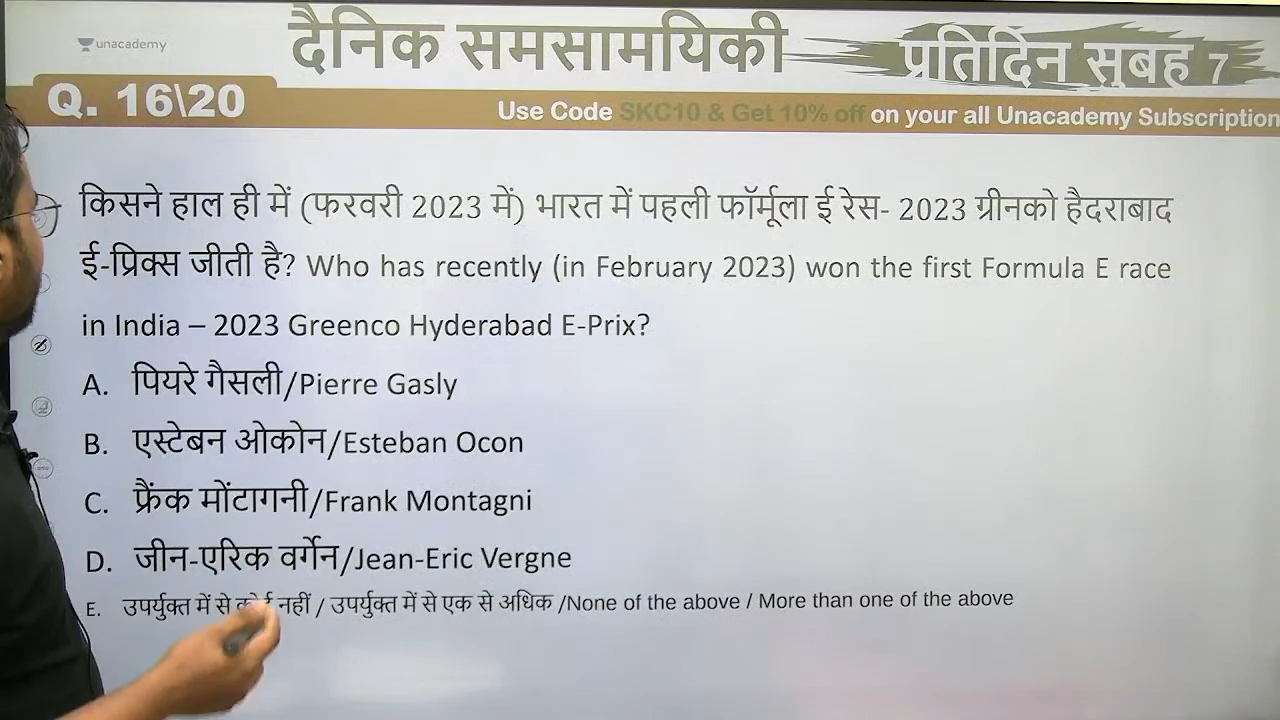 unacademy
दैनिक समसामयिकी
प्रतिदिन सुबह 7
Q. 16\20
Use Code SKC10 & Get 10% off on your all Unacademy Subscription
किसने हाल ही में (फरवरी 2023 में) भारत में पहली फॉर्मूला ई रेस- 2023 ग्रीनको हैदराबाद
ई-प्रिक्स जीती है? Who has recently (in February 2023) won the first Formula E race
in India – 2023 Greenco Hyderabad E-Prix?
A. पियरे गैसली/Pierre Gasly
B. एस्टेबन ओकोन/Esteban Ocon
C. फ्रैंक मोंटागनी/Frank Montagni
D. जीन-एरिक वर्गेन/Jean-Eric Vergne
E. उपर्युक्त में से कोई नहीं / उपर्युक्त में से एक से अधिक /None of the above / More than one of the above